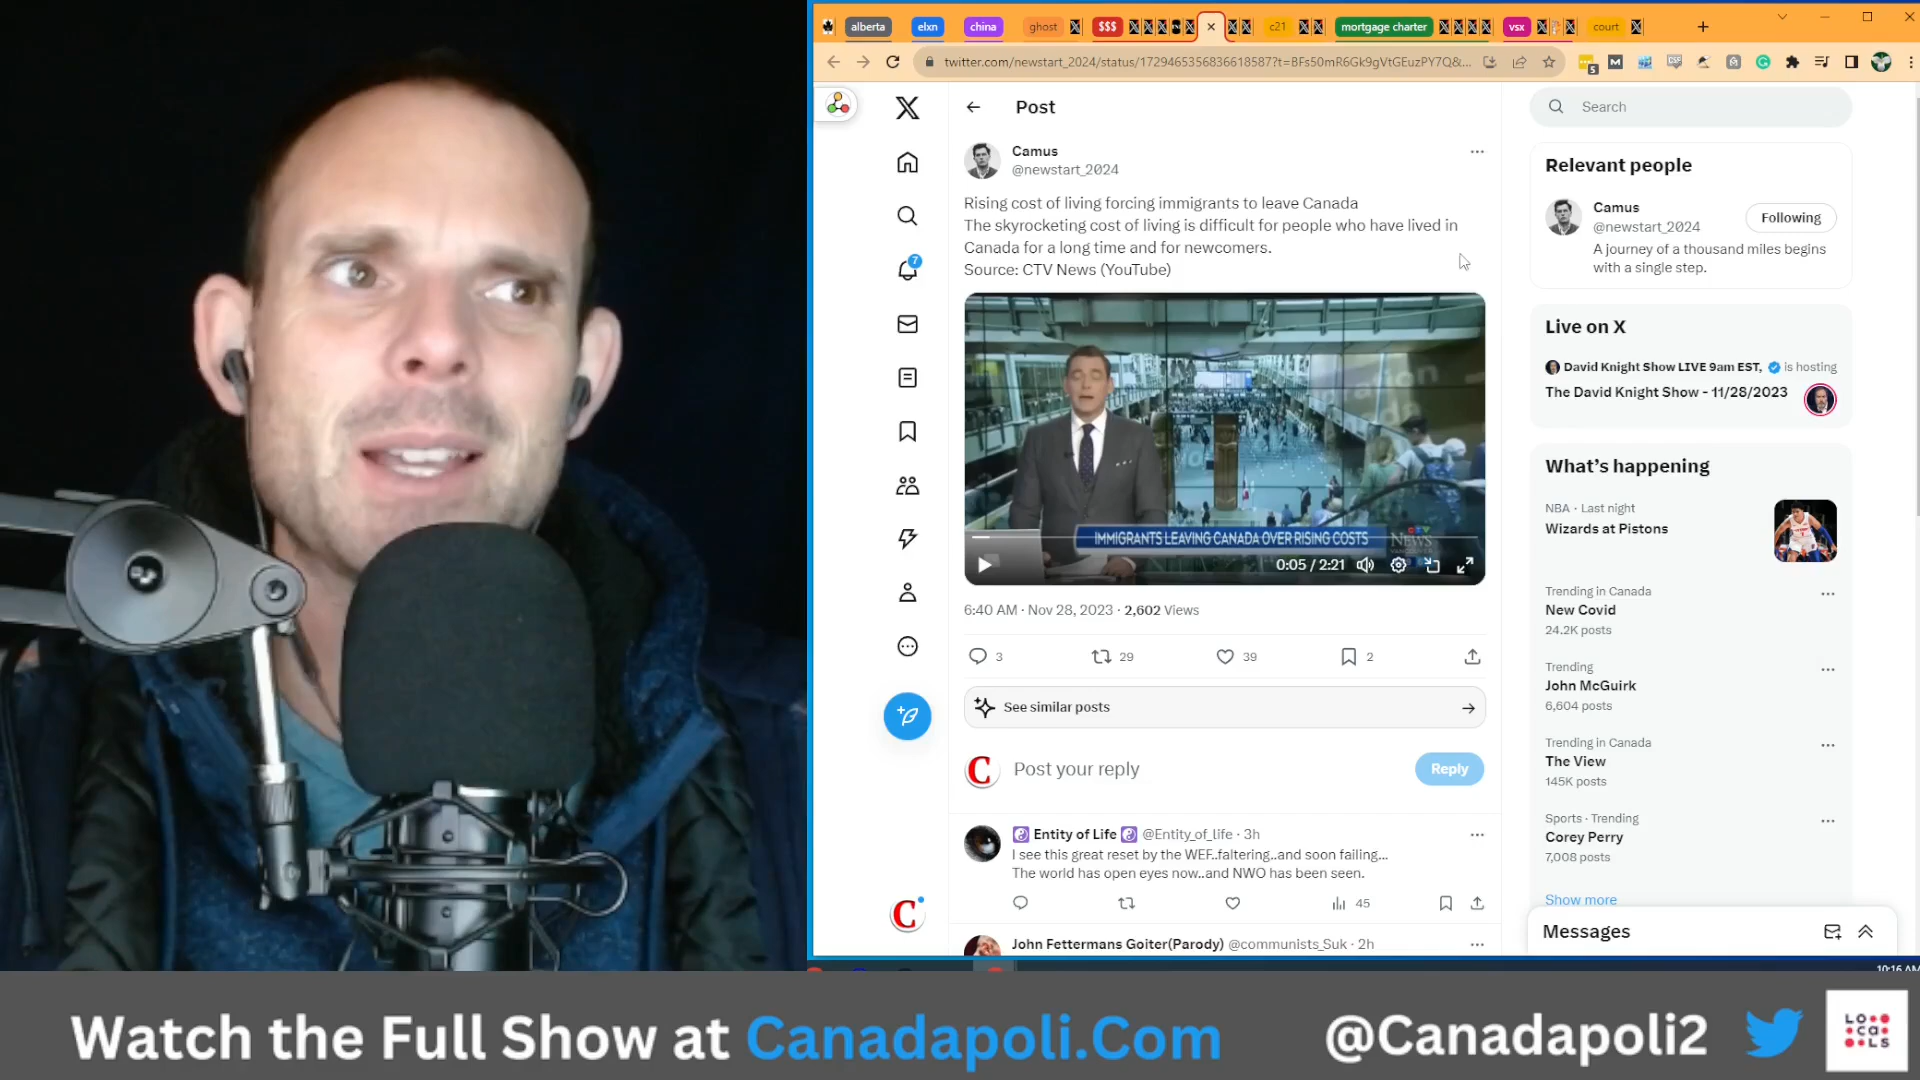 alberta
elxn
china
ghost
$$$
c21
mortgage charter
vsx
court
twitter.com/newstart_2024/status/1729465356836618587?t=BFs50mR6Gk9gVtGEuzPY7Q&...
5
Post
Search
Camus
@newstart_2024
Rising cost of living forcing immigrants to leave Canada
The skyrocketing cost of living is difficult for people who have lived in
Canada for a long time and for newcomers.
Source: CTV News (YouTube)
7
IMMIGRANTS LEAVING CANADA OVER RISING COSTS
CTV
NEWS
0:05 / 2:21
6:40 AM · Nov 28, 2023 · 2,602 Views
3
29
39
2
See similar posts
C
Post your reply
Reply
Entity of Life
@Entity_of_life · 3h
I see this great reset by the WEF..faltering..and soon failing...
The world has open eyes now..and NWO has been seen.
45
C
John Fettermans Goiter(Parody) @communists_Suk · 2h
Relevant people
Camus
@newstart_2024
Following
A journey of a thousand miles begins
with a single step.
Live on X
David Knight Show LIVE 9am EST, is hosting
The David Knight Show - 11/28/2023
What's happening
NBA · Last night
Wizards at Pistons
Trending in Canada
New Covid
24.2K posts
Trending
John McGuirk
6,604 posts
Trending in Canada
The View
145K posts
Sports · Trending
Corey Perry
7,008 posts
Show more
Messages
10:16 AM
Watch the Full Show at Canadapoli.Com
@Canadapoli2
LO
ca
LS